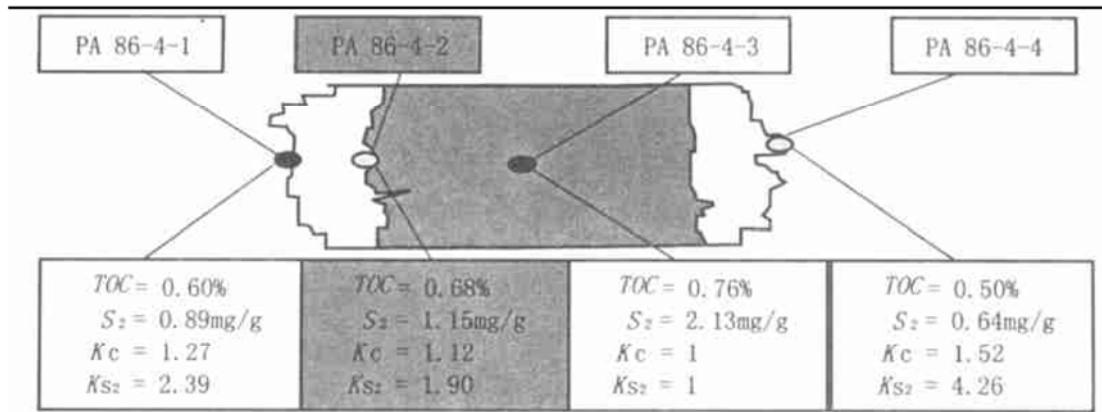 PA 86-4-1
PA 86-4-2
PA 86-4-3
PA 86-4-4
TOC= 0.60%
S₂ = 0.89mg/g
Kc = 1.27
Ks₂ = 2.39
TOC= 0.68%
S₂ = 1.15mg/g
Kc = 1.12
Ks₂ = 1.90
TOC= 0.76%
S₂ = 2.13mg/g
Kc = 1
Ks₂ = 1
TOC= 0.50%
S₂ = 0.64mg/g
Kc = 1.52
Ks₂ = 4.26